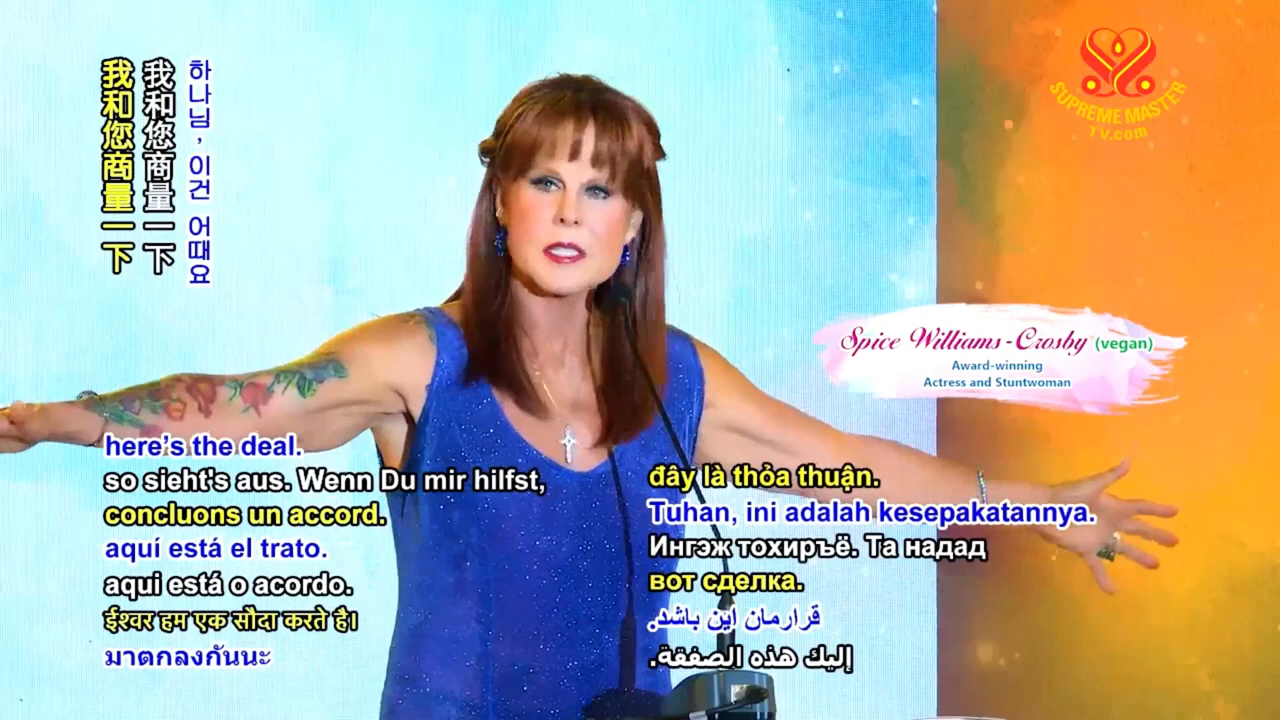 我和您商量一下
我和您商量一下
하나님, 이건 어때요
SUPREME MASTER
TV.com
Spice Williams-Crosby (vegan)
Award-winning
Actress and Stuntwoman
here's the deal.
so sieht's aus. Wenn Du mir hilfst,
concluons un accord.
aquí está el trato.
aqui está o acordo.
ईश्वर हम एक सौदा करते है।
มาตกลงกันนะ
đây là thỏa thuận.
Tuhan, ini adalah kesepakatannya.
Ингэж тохиръё. Та надад
вот сделка.
قرارمان این باشد.
إليك هذه الصفقة.